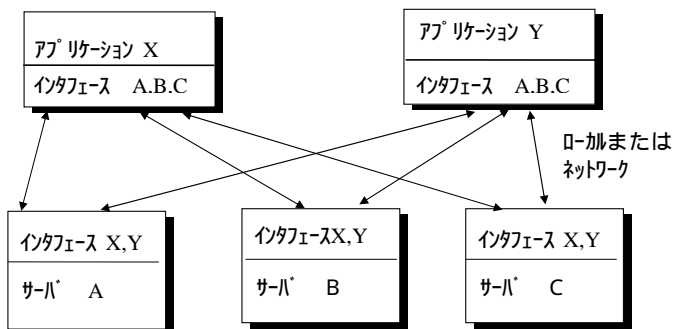 ｱﾌﾟﾘｹｰｼｮﾝ X
ｲﾝﾀﾌｪｰｽ A.B.C
ｱﾌﾟﾘｹｰｼｮﾝ Y
ｲﾝﾀﾌｪｰｽ A.B.C
ﾛｰｶﾙまたは
ﾈｯﾄﾜｰｸ
ｲﾝﾀﾌｪｰｽ X,Y
ｻｰﾊﾞ A
ｲﾝﾀﾌｪｰｽX,Y
ｻｰﾊﾞ B
ｲﾝﾀﾌｪｰｽ X,Y
ｻｰﾊﾞ C